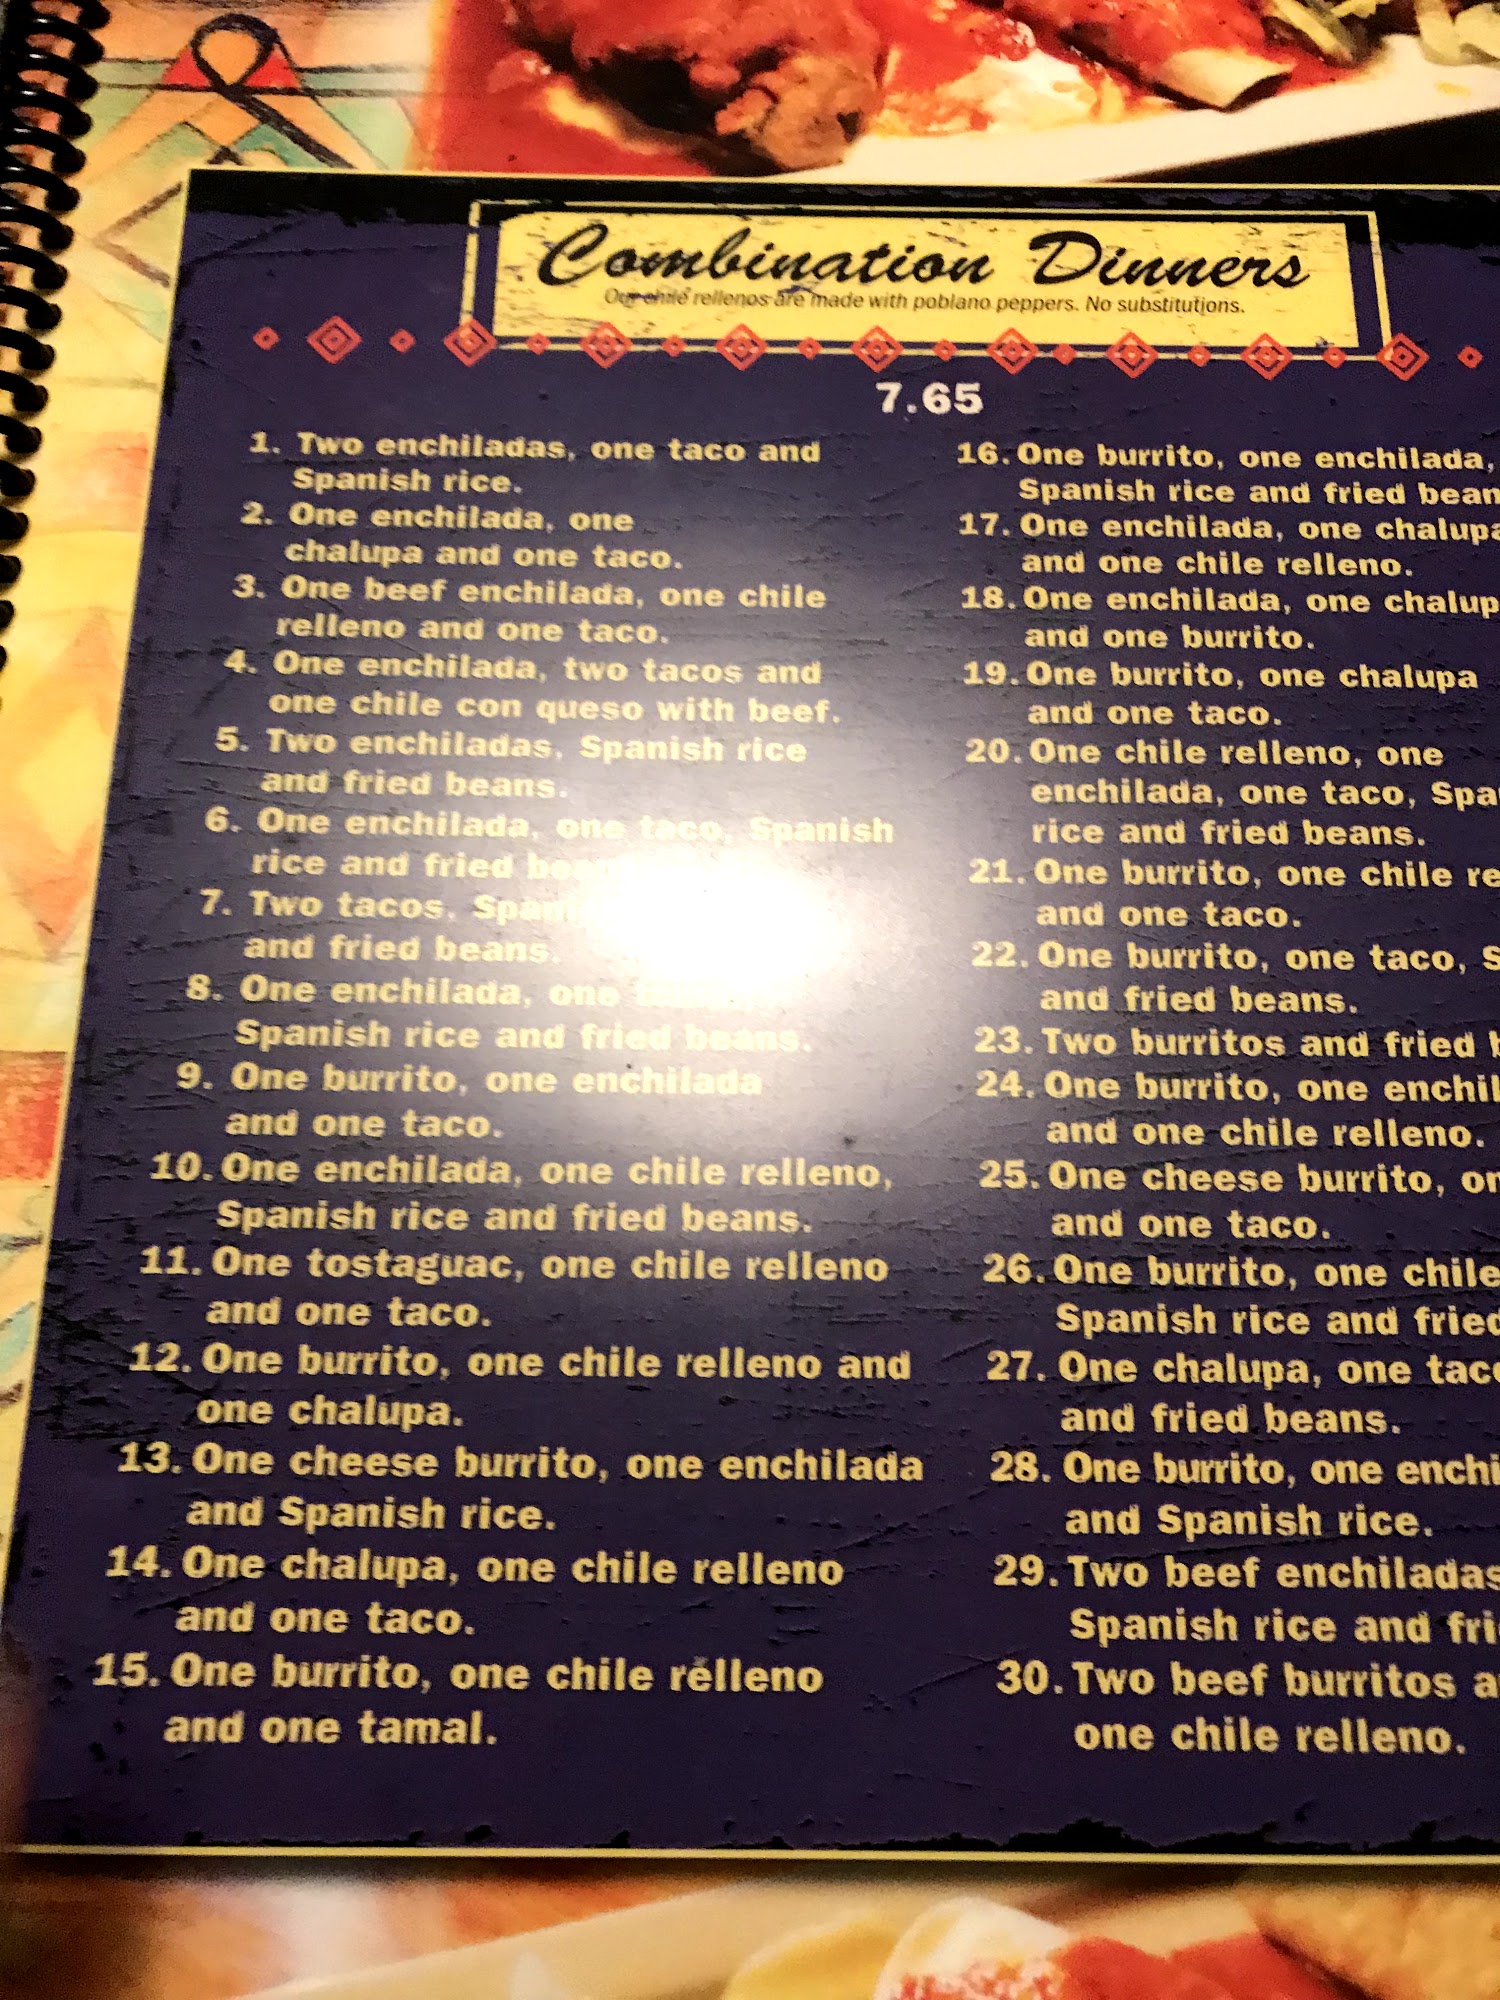 Combination Dinners
Our chile rellenos are made with poblano peppers. No substitutions.
7.65
1. Two enchiladas, one taco and
Spanish rice.
2. One enchilada, one
chalupa and one taco.
3. One beef enchilada, one chile
relleno and one taco.
4. One enchilada, two tacos and
one chile con queso with beef.
5. Two enchiladas, Spanish rice
and fried beans.
6. One enchilada, one taco, Spanish
rice and fried
7. Two tacos,
and fried beans.
8. One enchilada, one
Spanish rice and fried beans.
9. One burrito, one enchilada
and one taco.
10. One enchilada, one chile relleno,
Spanish rice and fried beans.
11. One tostaguac, one chile relleno
and one taco.
12. One burrito, one chile relleno and
one chalupa.
13. One cheese burrito, one enchilada
and Spanish rice.
14. One chalupa, one chile relleno
and one taco.
15. One burrito, one chile relleno
and one tamal.
16. One burrito, one enchilada,
Spanish rice and fried
17. One enchilada, one chalupa
and one chile relleno.
18. One enchilada, one
and one burrito.
19. One burrito, one chalupa
and one taco.
20. One chile relleno, one
enchilada, one taco,
rice and fried beans.
21. One burrito, one chile
and one taco.
22. One burrito, one taco,
and fried beans.
23. Two burritos and fried
24. One burrito, one
and one chile relleno.
25. One cheese burrito,
and one taco.
26. One burrito, one chile
Spanish rice and fried
27. One chalupa, one taco
and fried beans.
28. One burrito, one
and Spanish rice.
29. Two beef enchiladas
Spanish rice and
30. Two beef burritos
one chile relleno.